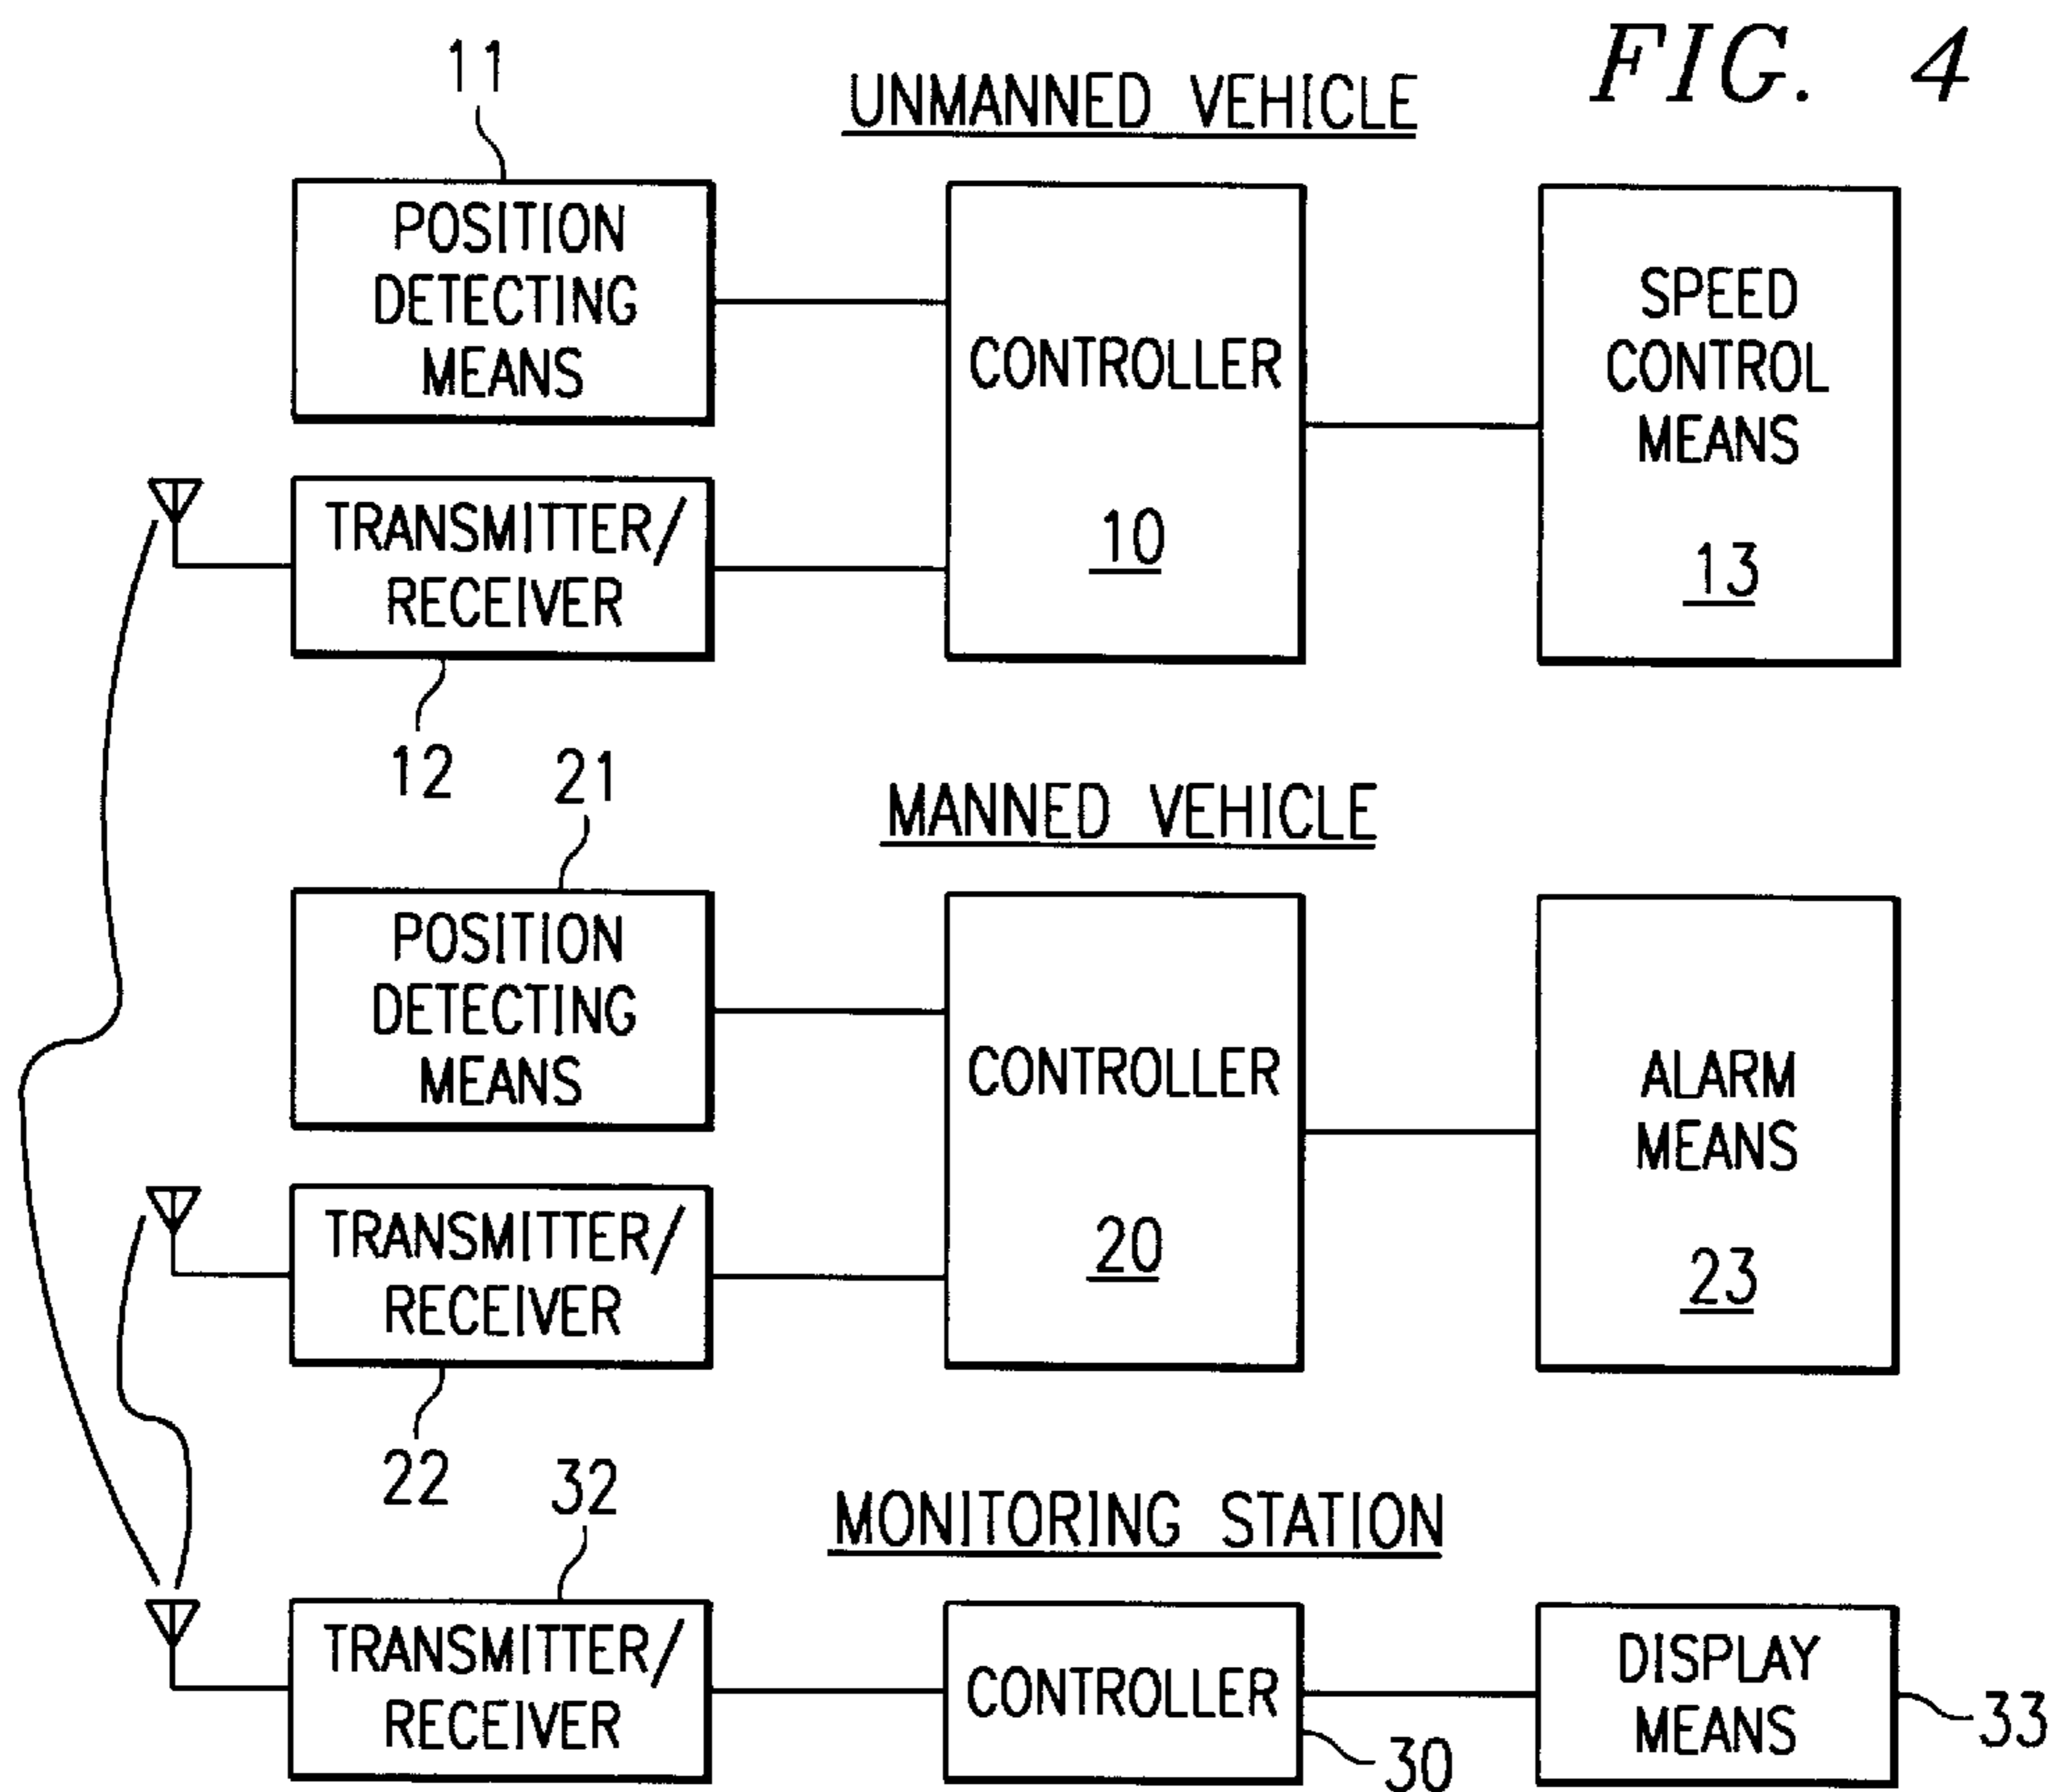 FIG. 4
UNMANNED VEHICLE
11
POSITION
DETECTING
MEANS
CONTROLLER
10
SPEED
CONTROL
MEANS
13
TRANSMITTER/
RECEIVER
12
MANNED VEHICLE
21
POSITION
DETECTING
MEANS
CONTROLLER
20
ALARM
MEANS
23
TRANSMITTER/
RECEIVER
22
MONITORING STATION
32
TRANSMITTER/
RECEIVER
CONTROLLER
30
DISPLAY
MEANS
33